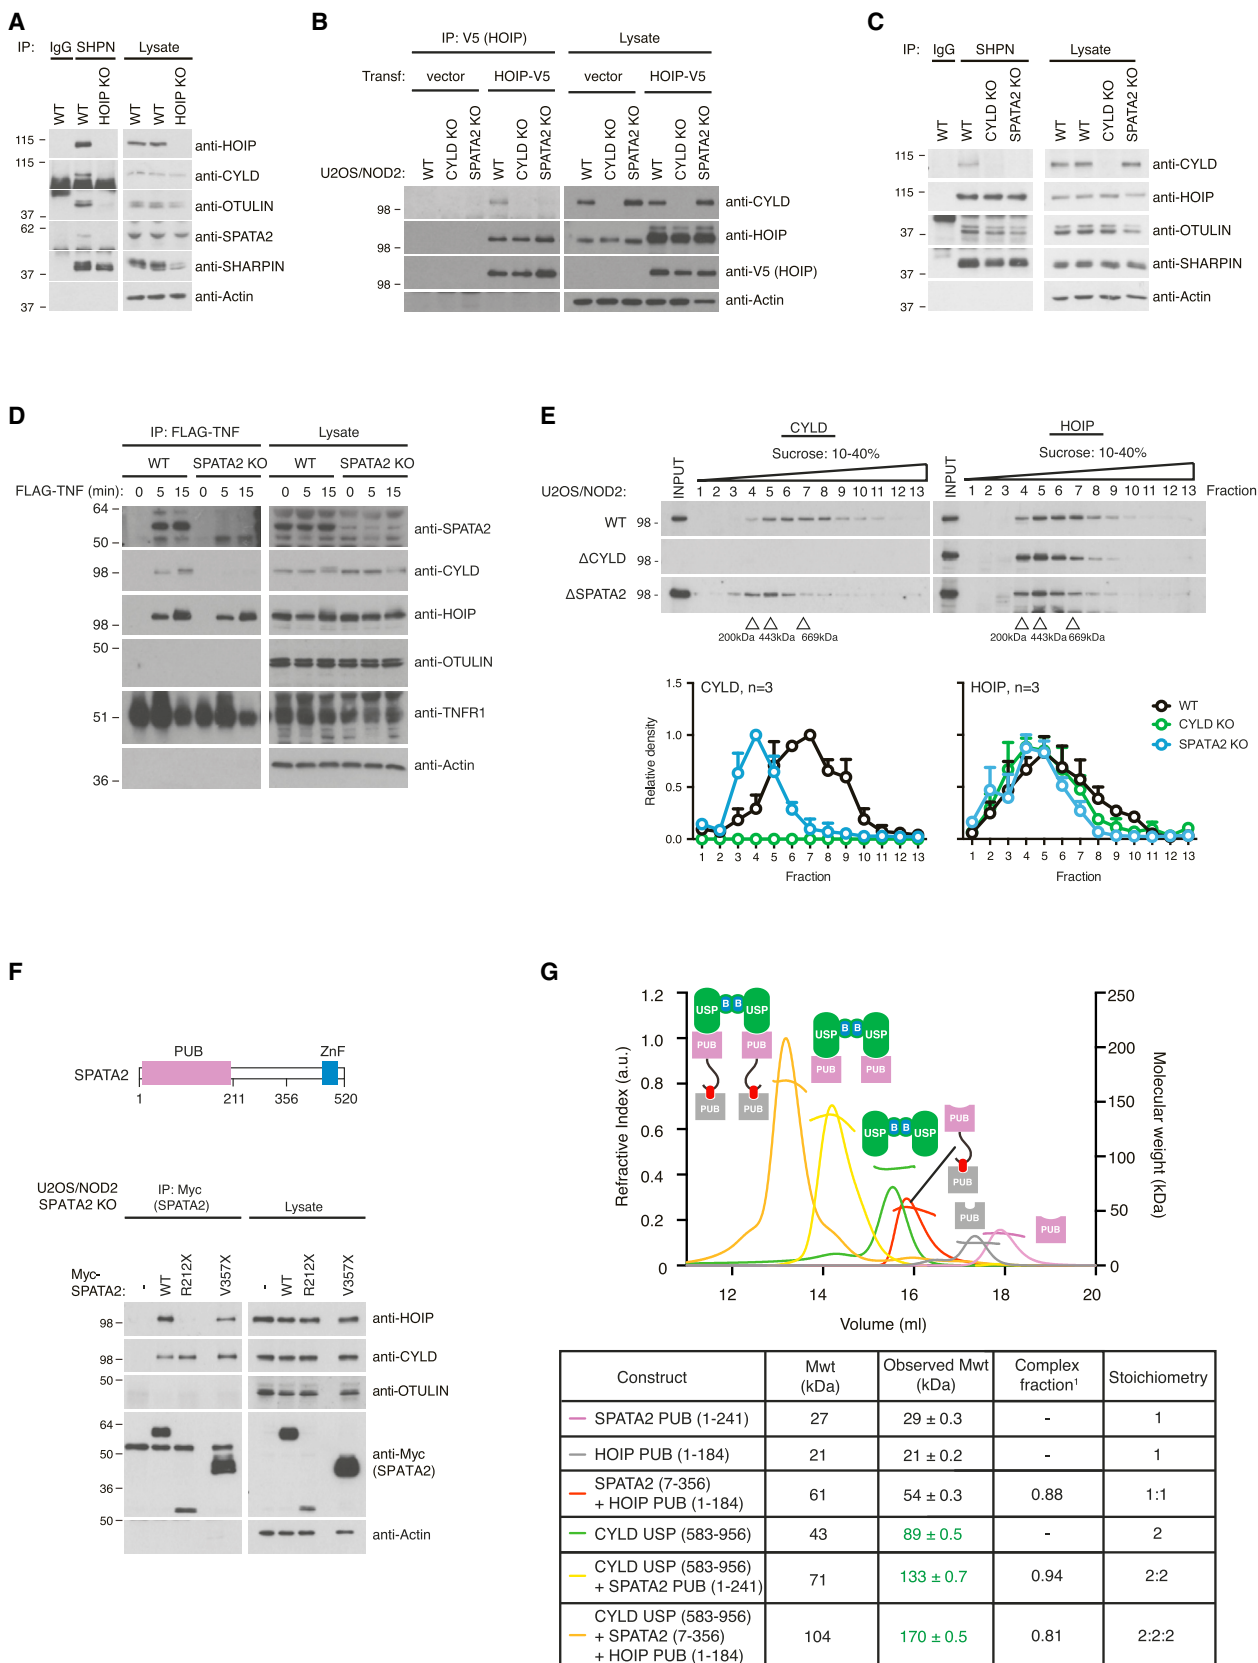 A
IP: IgG SHPN Lysate
WT WT HOIP KO WT WT HOIP KO
115 anti-HOIP
115 anti-CYLD
37 anti-OTULIN
62 anti-SPATA2
37 anti-SHARPIN
37 anti-Actin
B
IP: V5 (HOIP) Lysate
Transf: vector HOIP-V5 vector HOIP-V5
U2OS/NOD2: WT CYLD KO SPATA2 KO WT CYLD KO SPATA2 KO WT CYLD KO SPATA2 KO WT CYLD KO SPATA2 KO
98 anti-CYLD
98 anti-HOIP
98 anti-V5 (HOIP)
anti-Actin
C
IP: IgG SHPN Lysate
WT WT CYLD KO SPATA2 KO WT WT CYLD KO SPATA2 KO
115 anti-CYLD
115 anti-HOIP
37 anti-OTULIN
37 anti-SHARPIN
37 anti-Actin
D
IP: FLAG-TNF Lysate
WT SPATA2 KO WT SPATA2 KO
FLAG-TNF (min): 0 5 15 0 5 15 0 5 15 0 5 15
64
50 anti-SPATA2
98 anti-CYLD
98 anti-HOIP
50 anti-OTULIN
51 anti-TNFR1
36 anti-Actin
E
CYLD HOIP
Sucrose: 10-40% Sucrose: 10-40%
U2OS/NOD2: INPUT 1 2 3 4 5 6 7 8 9 10 11 12 13 INPUT 1 2 3 4 5 6 7 8 9 10 11 12 13 Fraction
WT 98 98
ΔCYLD 98 98
ΔSPATA2 98 98
200kDa 443kDa 669kDa 200kDa 443kDa 669kDa
CYLD, n=3
Relative density
1.5
1.0
0.5
0.0
1 2 3 4 5 6 7 8 9 10 11 12 13
Fraction
HOIP, n=3
1 2 3 4 5 6 7 8 9 10 11 12 13
Fraction
WT
CYLD KO
SPATA2 KO
F
PUB ZnF
SPATA2
1 211 356 520
U2OS/NOD2
SPATA2 KO
IP: Myc
(SPATA2)
Lysate
Myc-
SPATA2:
- WT R212X V357X - WT R212X V357X
98 anti-HOIP
98 anti-CYLD
50 anti-OTULIN
64
50 anti-Myc
(SPATA2)
36
50 anti-Actin
G
Refractive Index (a.u.)
1.2
1.0
0.8
0.6
0.4
0.2
0
Molecular weight (kDa)
250
200
150
100
50
0
12 14 16 18 20
Volume (ml)
USP B B USP
PUB PUB
PUB PUB
USP B B USP
PUB PUB
USP B B USP
PUB
PUB
PUB
PUB
Construct Mwt (kDa) Observed Mwt (kDa) Complex fraction¹ Stoichiometry
SPATA2 PUB (1-241) 27 29 ± 0.3 - 1
HOIP PUB (1-184) 21 21 ± 0.2 - 1
SPATA2 (7-356)
+ HOIP PUB (1-184) 61 54 ± 0.3 0.88 1:1
CYLD USP (583-956) 43 89 ± 0.5 - 2
CYLD USP (583-956)
+ SPATA2 PUB (1-241) 71 133 ± 0.7 0.94 2:2
CYLD USP (583-956)
+ SPATA2 (7-356)
+ HOIP PUB (1-184) 104 170 ± 0.5 0.81 2:2:2